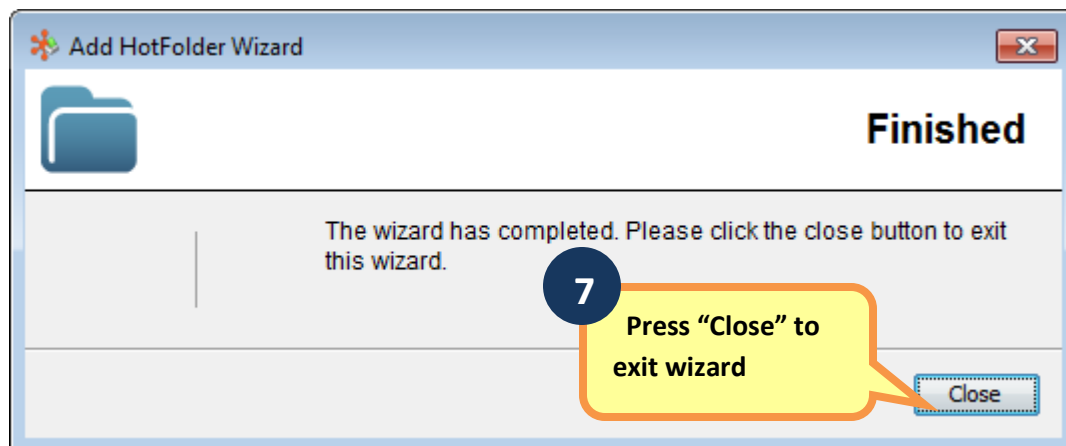 Add HotFolder Wizard
Finished
The wizard has completed. Please click the close button to exit
this wizard.
7
Press “Close” to
exit wizard
Close